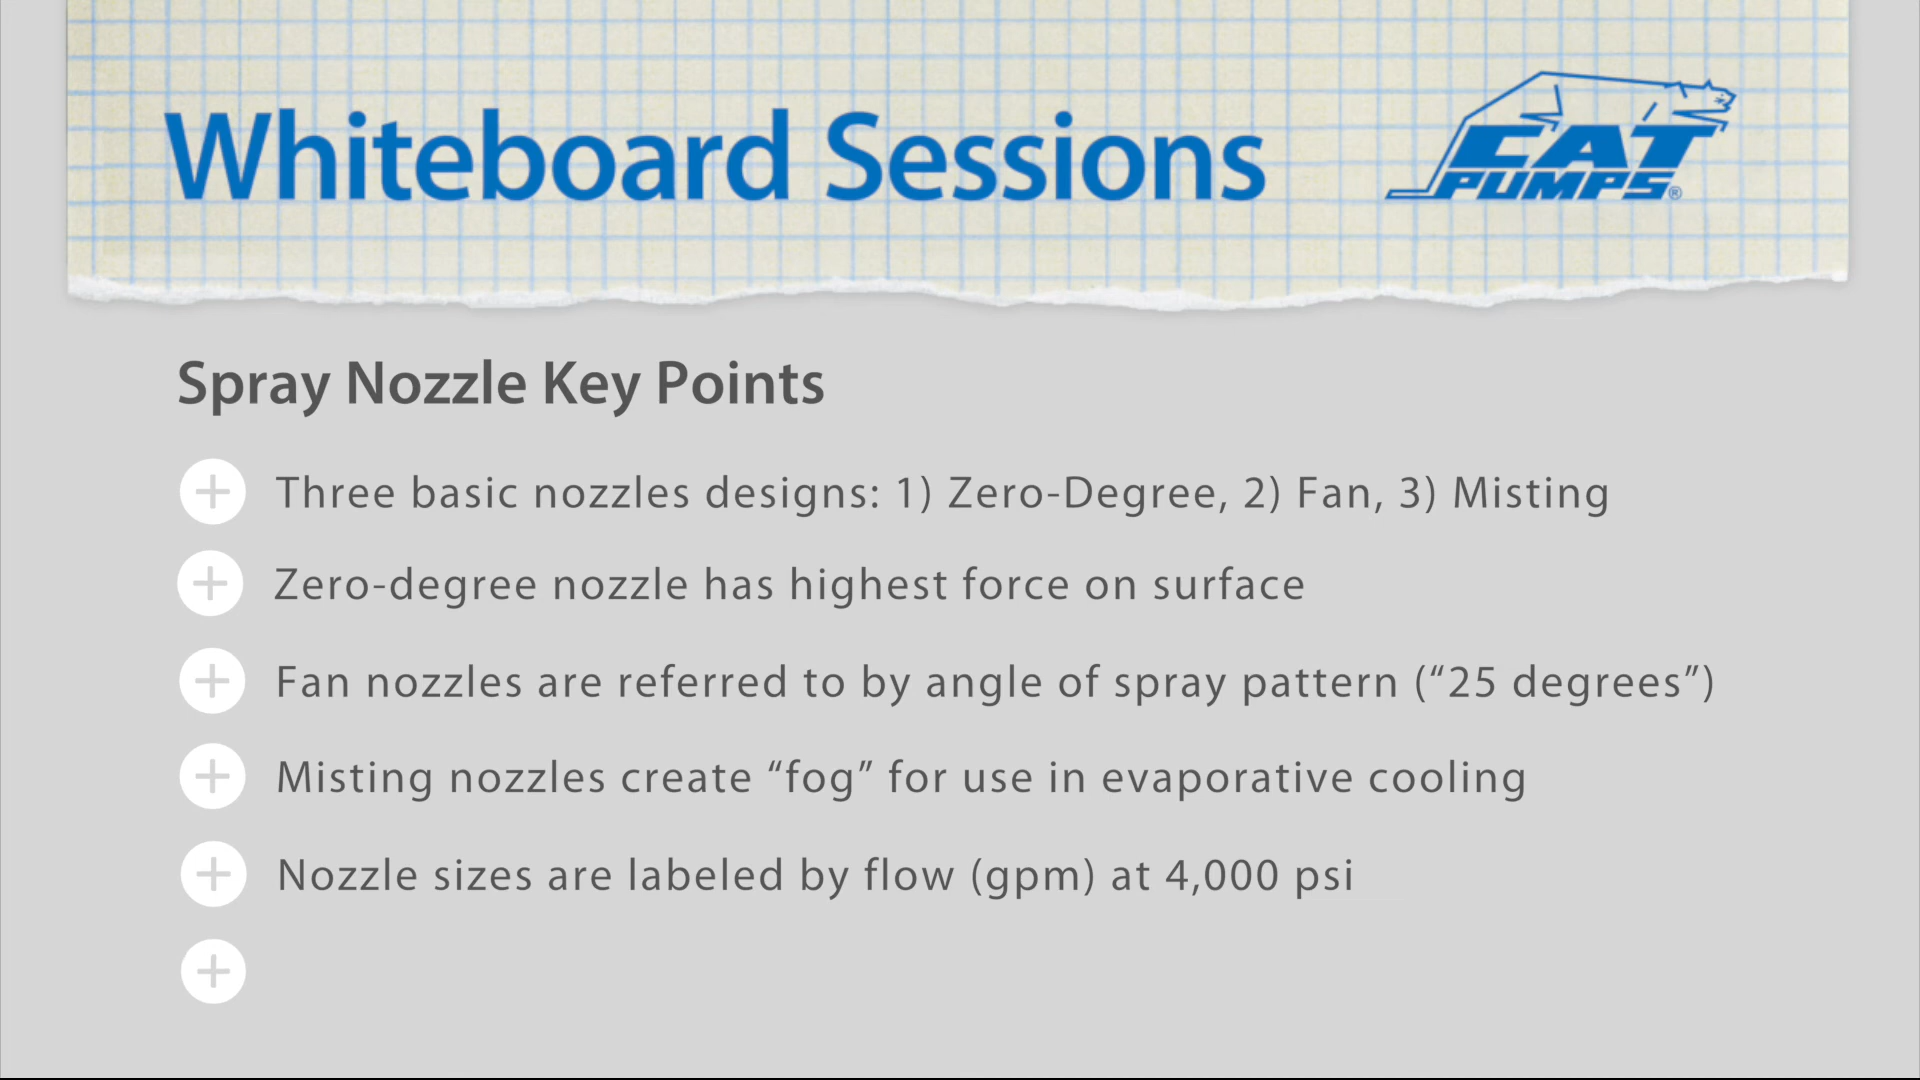 Whiteboard Sessions
CAT
PUMPS®
Spray Nozzle Key Points
Three basic nozzles designs: 1) Zero-Degree, 2) Fan, 3) Misting
Zero-degree nozzle has highest force on surface
Fan nozzles are referred to by angle of spray pattern (“25 degrees”)
Misting nozzles create “fog” for use in evaporative cooling
Nozzle sizes are labeled by flow (gpm) at 4,000 psi